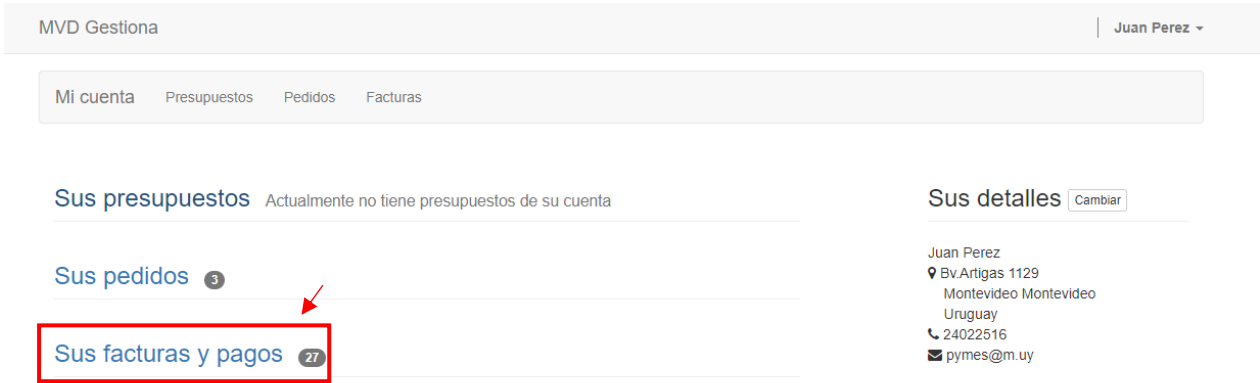 MVD Gestiona
Juan Perez
Mi cuenta Presupuestos Pedidos Facturas
Sus presupuestos Actualmente no tiene presupuestos de su cuenta
Sus pedidos 3
Sus facturas y pagos 27
Sus detalles Cambiar
Juan Perez
Bv.Artigas 1129
Montevideo Montevideo
Uruguay
24022516
pymes@m.uy